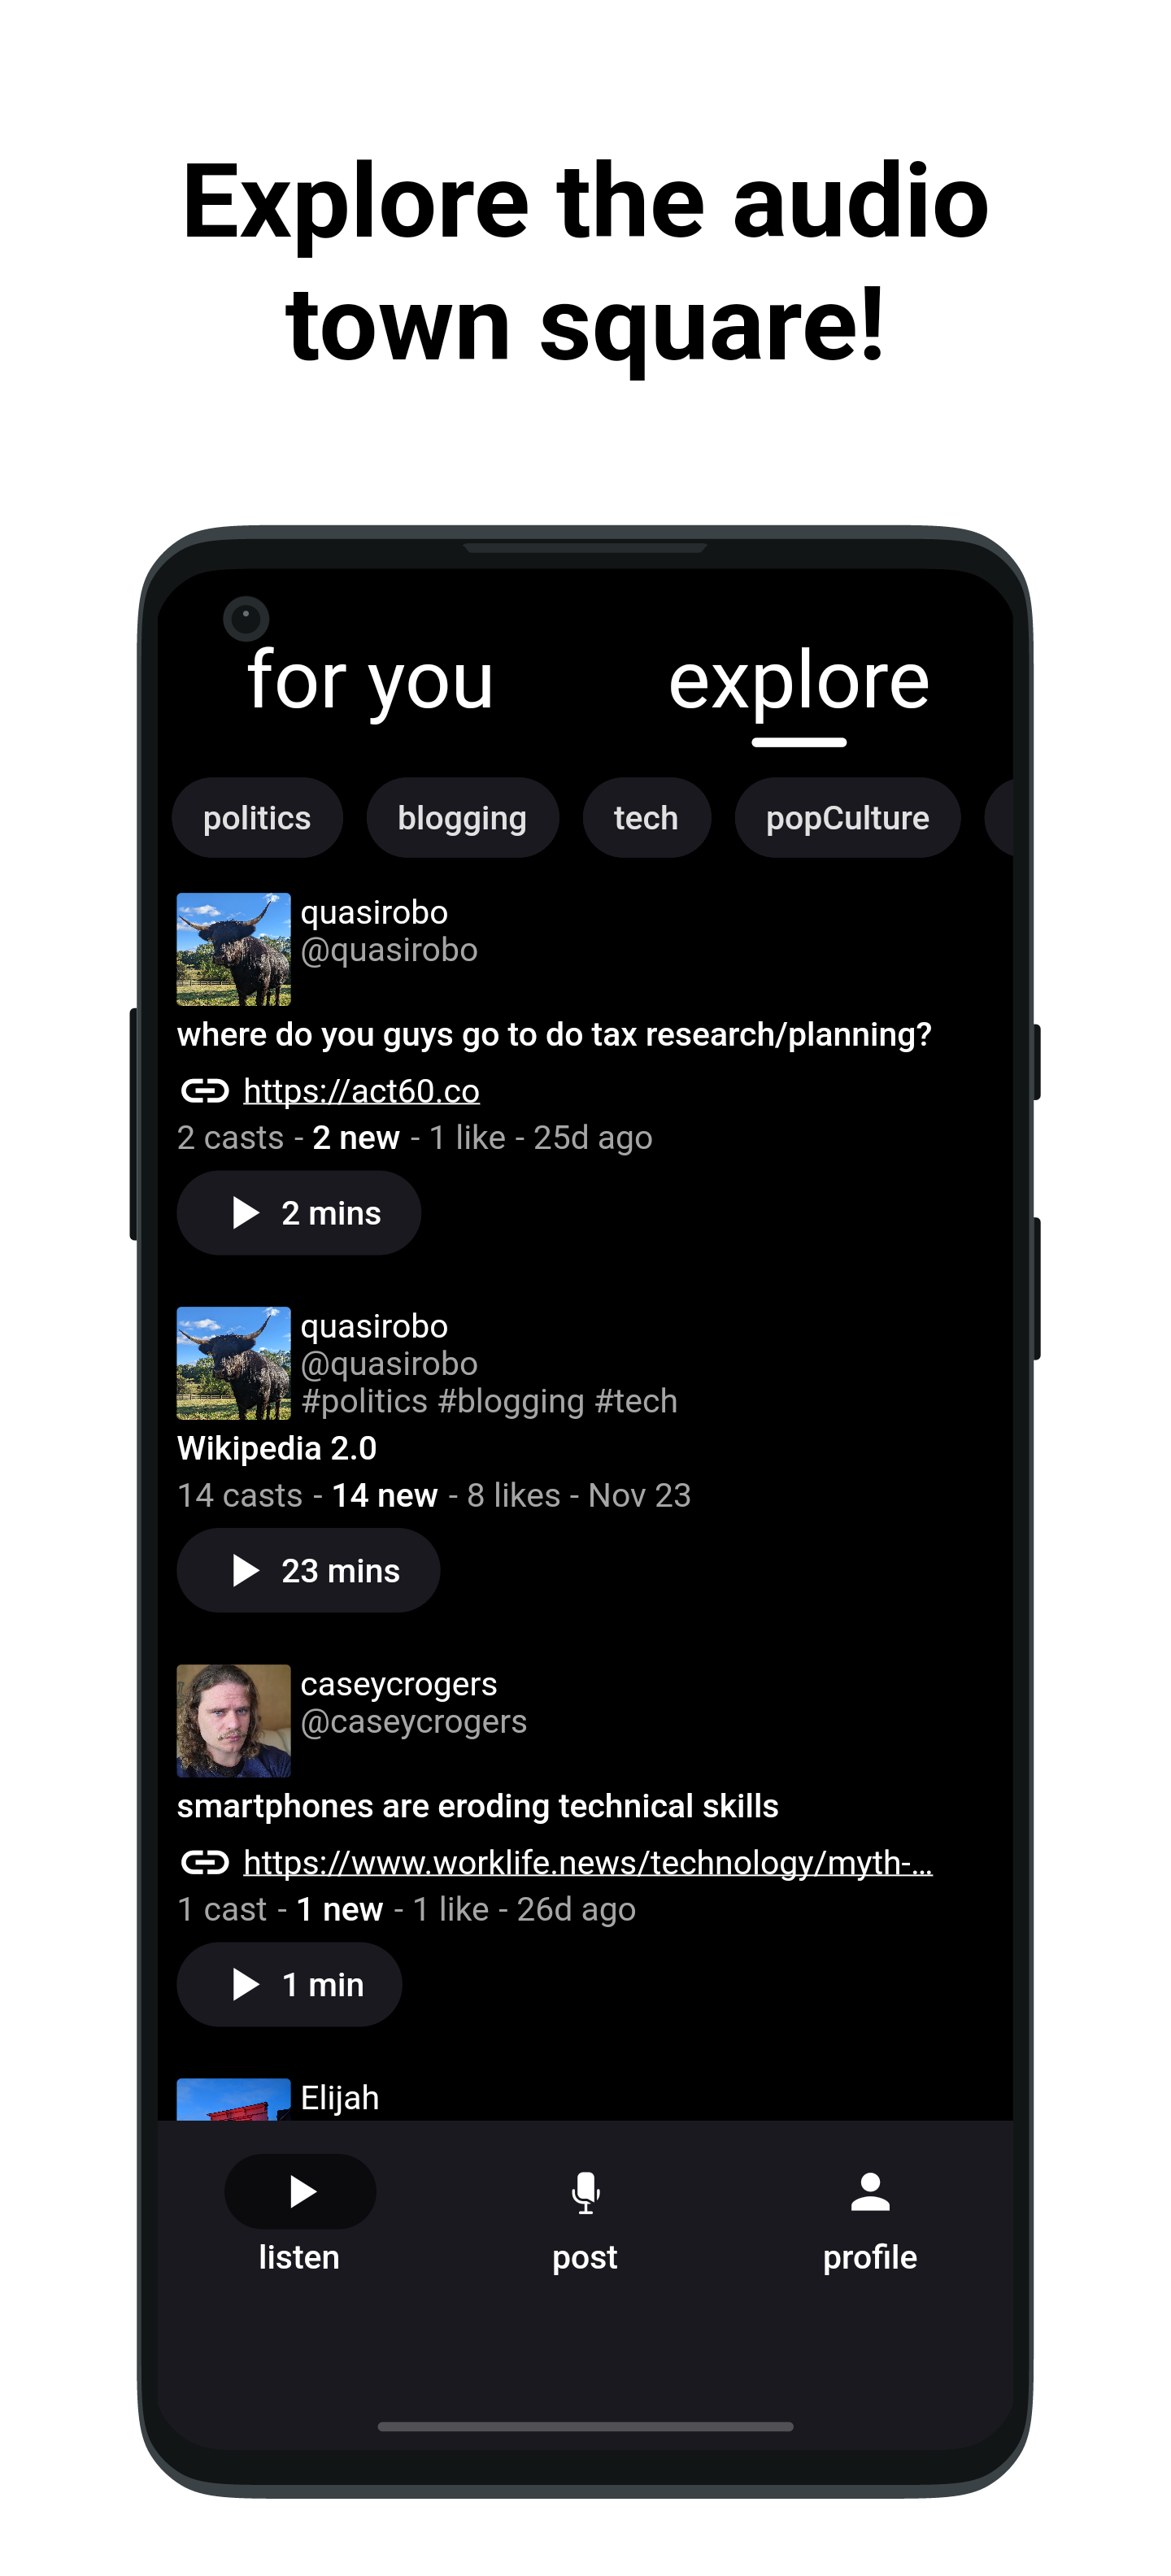 Explore the audio
town square!
for you explore
politics blogging tech popCulture
quasirobo
@quasirobo
where do you guys go to do tax research/planning?
https://act60.co
2 casts - 2 new - 1 like - 25d ago
2 mins
quasirobo
@quasirobo
#politics #blogging #tech
Wikipedia 2.0
14 casts - 14 new - 8 likes - Nov 23
23 mins
caseycrogers
@caseycrogers
smartphones are eroding technical skills
https://www.worklife.news/technology/myth-...
1 cast - 1 new - 1 like - 26d ago
1 min
Elijah
listen post profile